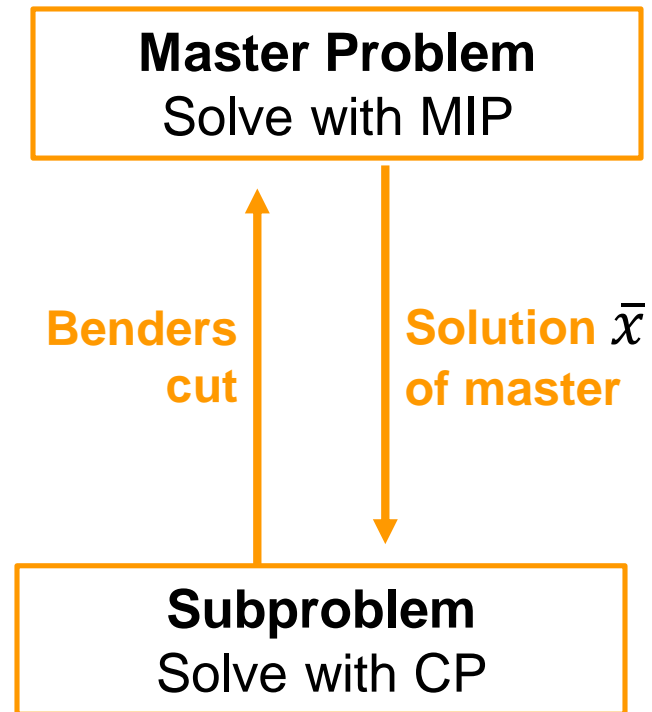 Master Problem
Solve with MIP
Benders
cut
Solution x̄
of master
Subproblem
Solve with CP